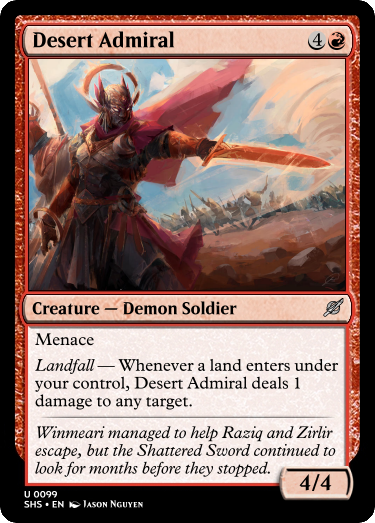 Desert Admiral 4
Creature — Demon Soldier
Menace
Landfall — Whenever a land enters under
your control, Desert Admiral deals 1
damage to any target.
Winmeari managed to help Raziq and Zirlir
escape, but the Shattered Sword continued to
look for months before they stopped.
4/4
U 0099
SHS • EN Jason Nguyen